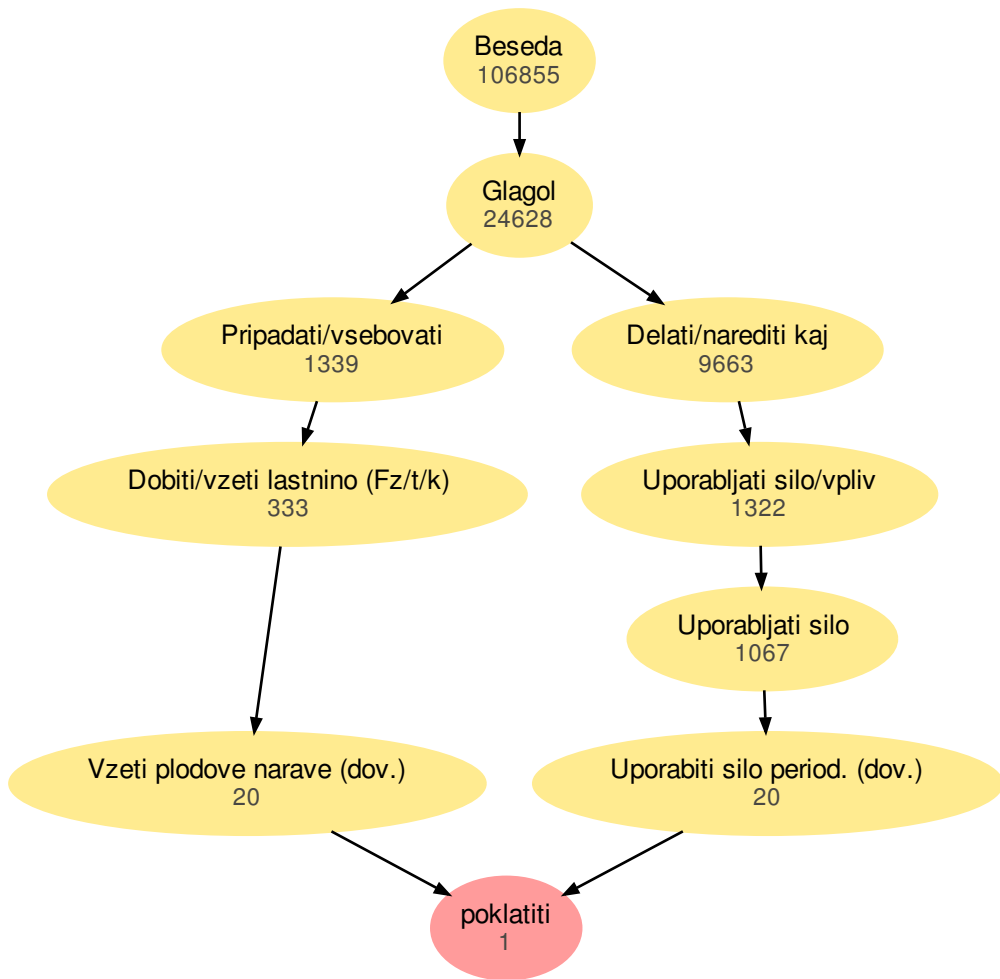 Beseda
106855
Glagol
24628
Pripadati/vsebovati
1339
Delati/narediti kaj
9663
Dobiti/vzeti lastnino (Fz/t/k)
333
Uporabljati silo/vpliv
1322
Uporabljati silo
1067
Vzeti plodove narave (dov.)
20
Uporabiti silo period. (dov.)
20
poklatiti
1